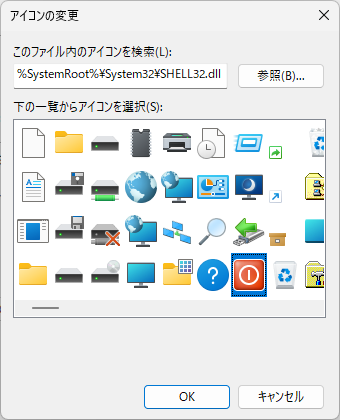 アイコンの変更
このファイル内のアイコンを検索(L):
%SystemRoot%¥System32¥SHELL32.dll
参照(B)...
下の一覧からアイコンを選択(S):
OK
キャンセル